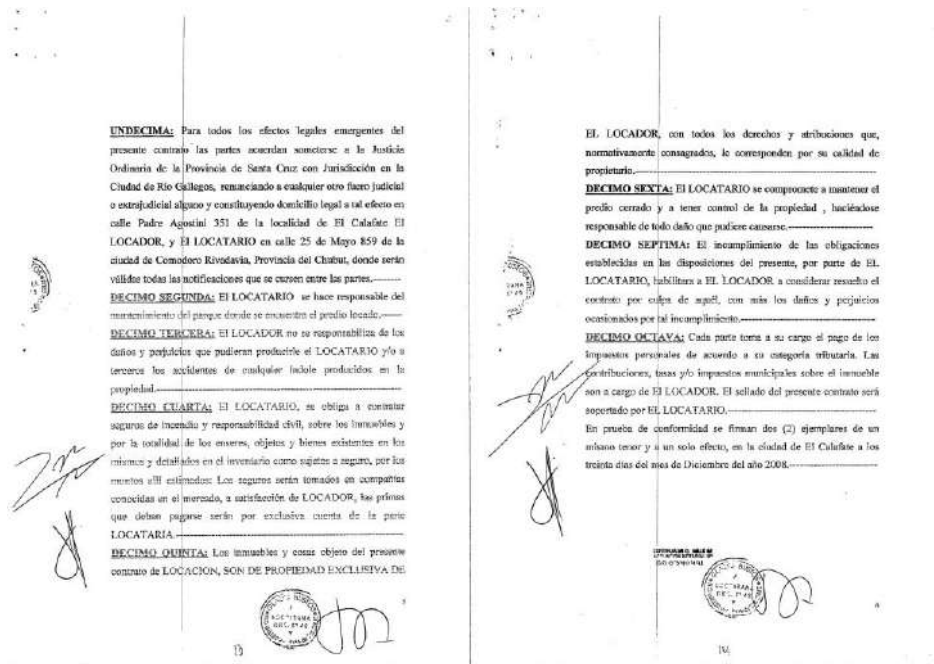 UNDECIMA: Para todos los efectos legales emergentes del
presente contrato las partes acuerdan someterse a la Justicia
Ordinaria de la Provincia de Santa Cruz con Jurisdicción en la
Ciudad de Río Gallegos, renunciando a cualquier otro fuero judicial
o extrajudicial alguno y constituyendo domicilio legal a tal efecto en
calle Padre Agostini 351 de la localidad de El Calafate El
LOCADOR, y El LOCATARIO en calle 25 de Mayo 859 de la
ciudad de Comodoro Rivadavia, Provincia del Chubut, donde serán
válidas todas las notificaciones que se cursen entre las partes.-------
DECIMO SEGUNDA: El LOCATARIO se hace responsable del
mantenimiento del parque donde se encuentra el predio locado.-----
DECIMO TERCERA: El LOCADOR no se responsabiliza de los
daños y perjuicios que pudieran producirle el LOCATARIO y/o a
terceros los accidentes de cualquier índole producidos en la
propiedad.----------------------------------------------------
DECIMO CUARTA: El LOCATARIO, se obliga a contratar
seguros de incendio y responsabilidad civil, sobre los inmuebles y
por la totalidad de los enseres, objetos y bienes existentes en los
mismos y detallados en el inventario como sujetos a seguro, por los
montos allí estimados: Los seguros serán tomados en compañías
conocidas en el mercado, a satisfacción de LOCADOR, las primas
que deban pagarse serán por exclusiva cuenta de la parte
LOCATARIA.--------------------------------------------------
DECIMO QUINTA: Los inmuebles y cosas objeto del presente
contrato de LOCACION, SON DE PROPIEDAD EXCLUSIVA DE
13
EL LOCADOR, con todos los derechos y atribuciones que,
normativamente consagrados, le corresponden por su calidad de
propietario.--------------------------------------------------
DECIMO SEXTA: El LOCATARIO se compromete a mantener el
predio cerrado y a tener control de la propiedad , haciéndose
responsable de todo daño que pudiere causarse.-------------------
DECIMO SEPTIMA: El incumplimiento de las obligaciones
establecidas en las disposiciones del presente, por parte de EL
LOCATARIO, habilitara a EL LOCADOR a considerar resuelto el
contrato por culpa de aquél, con más los daños y perjuicios
ocasionados por tal incumplimiento.------------------------------
DECIMO OCTAVA: Cada parte toma a su cargo el pago de los
impuestos personales de acuerdo a su categoría tributaria. Las
contribuciones, tasas y/o impuestos municipales sobre el inmueble
son a cargo de El LOCADOR. El sellado del presente contrato será
soportado por EL LOCATARIO.--------------------------------
En prueba de conformidad se firman dos (2) ejemplares de un
mismo tenor y a un solo efecto, en la ciudad de El Calafate a los
treinta días del mes de Diciembre del año 2008.-------------------